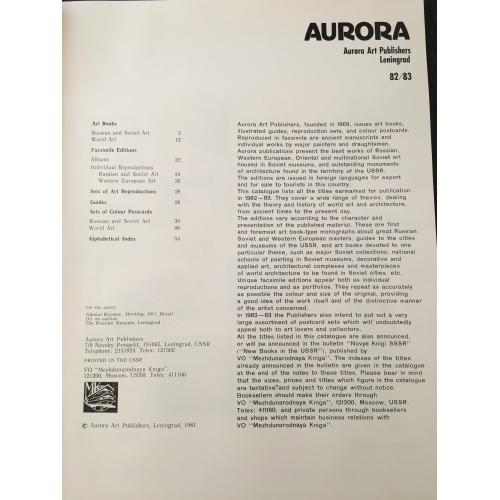 AURORA
Aurora Art Publishers
Leningrad
82/83
Art Books
Russian and Soviet Art 3
World Art 12
Facsimile Editions
Albums 22
Individual Reproductions
Russian and Soviet Art 24
Western European Art 26
Sets of Art Reproductions 28
Guides 28
Sets of Colour Postcards
Russian and Soviet Art 30
World Art 46
Alphabetical Index 53
On the cover:
Nikolai Krymov. Morning. 1911. Detail
Oil on canvas
The Russian Museum, Leningrad
Aurora Art Publishers
7/9 Nevsky Prospekt, 191065, Leningrad, USSR
Telephone: 2151924 Telex: 121562
PRINTED IN THE USSR
VO "Mezhdunarodnaya Kniga".
121200, Moscow, USSR. Telex: 411160
© Aurora Art Publishers, Leningrad, 1981
Aurora Art Publishers, founded in 1969, issues art books,
illustrated guides, reproduction sets, and colour postcards.
Reproduced in facsimile are ancient manuscripts and
individual works by major painters and draughtsmen.
Aurora publications present the best works of Russian,
Western European, Oriental and multinational Soviet art
housed in Soviet museums, and outstanding monuments
of architecture found in the territory of the USSR.
The editions are issued in foreign languages for export
and for sale to tourists in this country.
This catalogue lists all the titles earmarked for publication
in 1982—83. They cover a wide range of themes, dealing
with the theory and history of world art and architecture,
from ancient times to the present day.
The editions vary according to the character and
presentation of the published material. These are first
and foremost art book-type monographs about great Russian,
Soviet and Western European masters, guides to the cities
and museums of the USSR, and art books devoted to one
particular theme, such as major Soviet collections, national
schools of painting in Soviet museums, decorative and
applied art, architectural complexes and masterpieces
of world architecture to be found in Soviet cities, etc.
Unique facsimile editions appear both as individual
reproductions and as portfolios. They repeat as accurately
as possible the colour and size of the original, providing
a good idea of the work itself and of the distinctive manner
of the artist concerned.
In 1982—83 the Publishers also intend to put out a very
large assortment of postcard sets which will undoubtedly
appeal both to art lovers and collectors.
All the titles listed in this catalogue are also announced,
or will be announced in the bulletin "Novye Knigi SSSR"
("New Books in the USSR"), published by
VO "Mezhdunarodnaya Kniga". The indexes of the titles
already announced in the bulletin are given in the catalogue
at the end of the notes to these titles. Please bear in mind
that the sizes, prices and titles which figure in the catalogue
are tentative and subject to change without notice.
Booksellers should make their orders through
VO "Mezhdunarodnaya Kniga", 121200, Moscow, USSR.
Telex: 411160, and private persons through bookshops
and shops which maintain business relations with
VO "Mezhdunarodnaya Kniga".